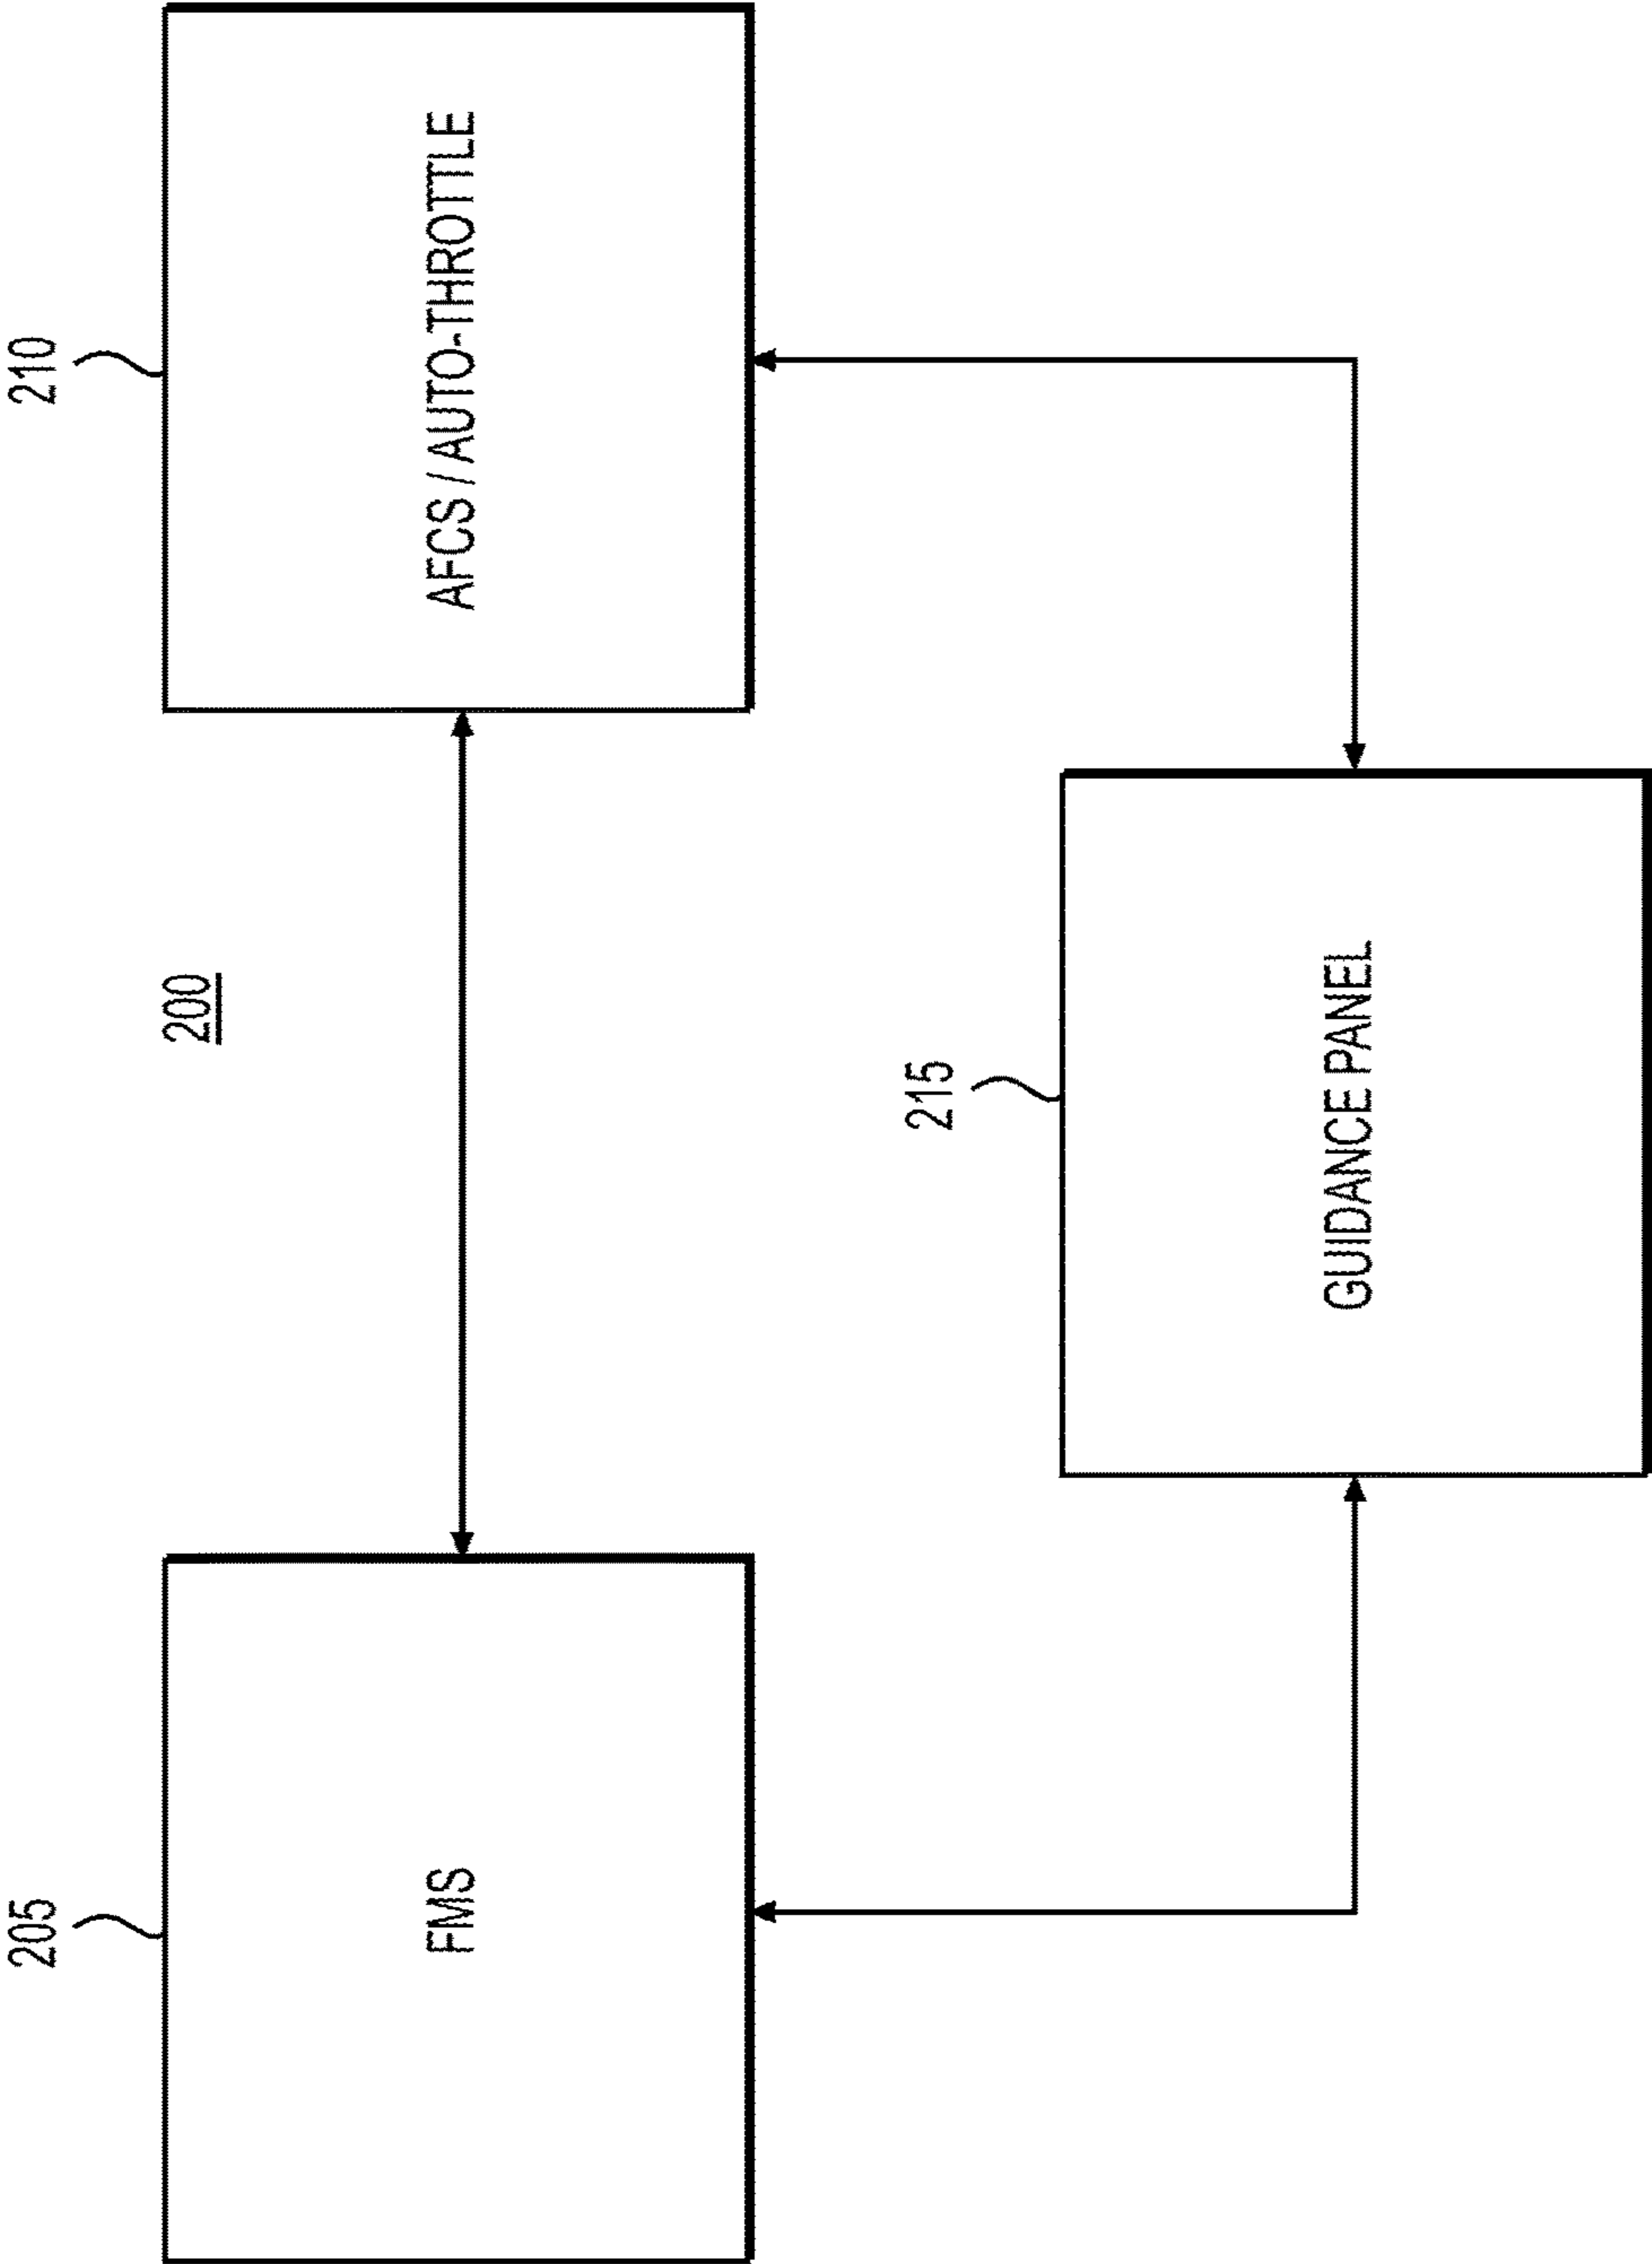 200
205
FMS
210
AFCS / AUTO-THROTTLE
215
GUIDANCE PANEL